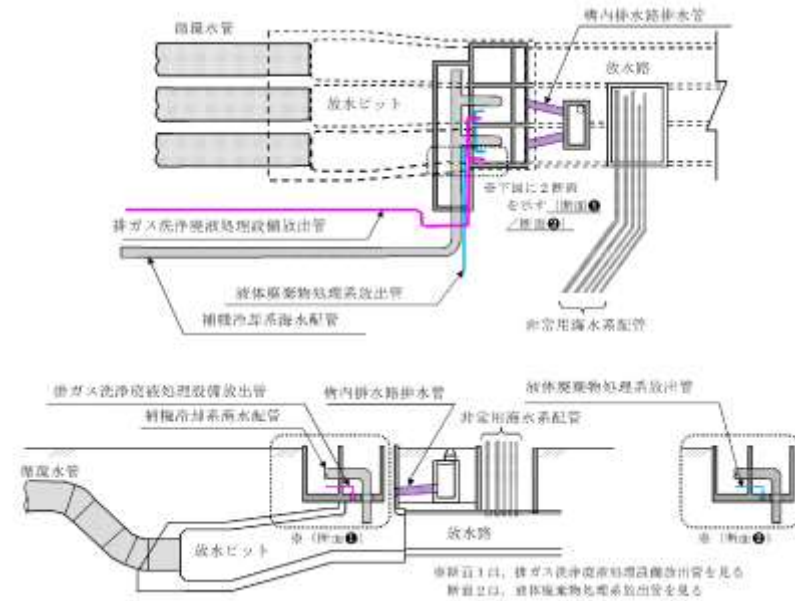 構内排水路排水管
循環水管
放水路
放水ピット
※下図に2断面
を示す（断面❶
／断面❷）
排ガス洗浄廃液処理設備放出管
液体廃棄物処理系放出管
補機冷却系海水配管
非常用海水系配管
排ガス洗浄廃液処理設備放出管
構内排水路排水管
液体廃棄物処理系放出管
補機冷却系海水配管
非常用海水系配管
循環水管
放水ピット
※（断面❶）
放水路
※（断面❷）
※断面1は、排ガス洗浄廃液処理設備放出管を見る
断面2は、液体廃棄物処理系放出管を見る